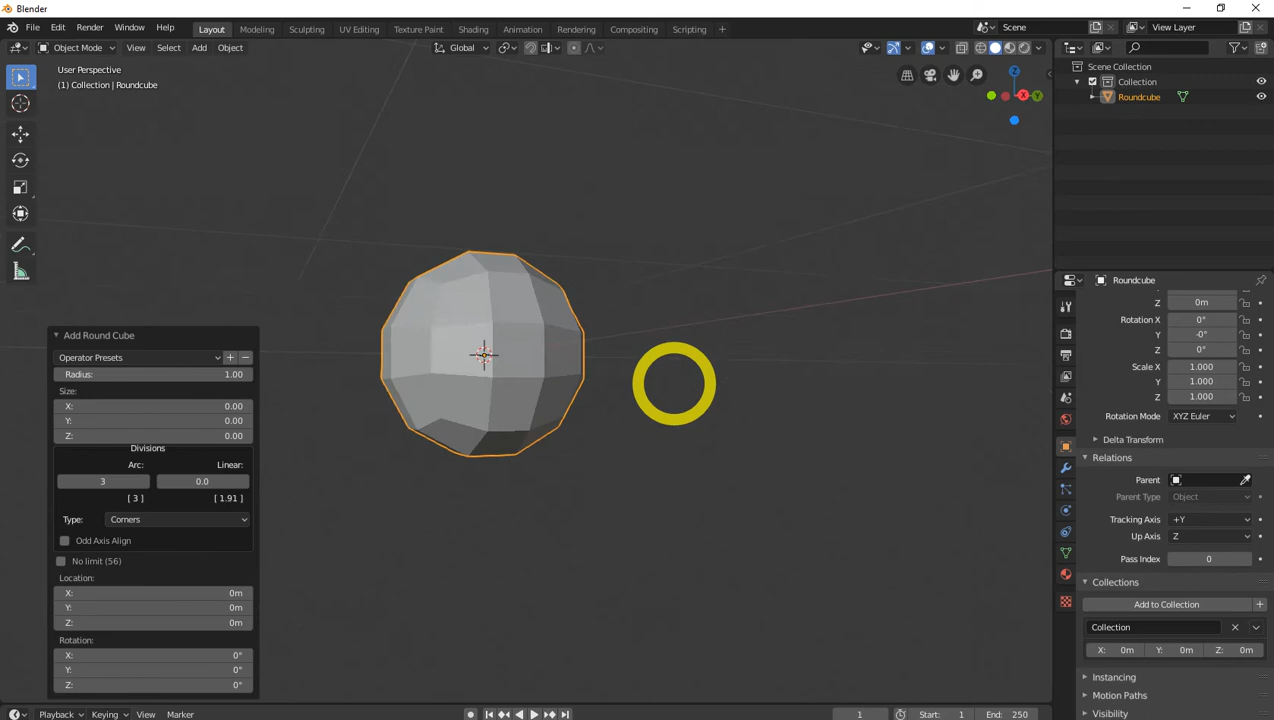 Blender
File Edit Render Window Help Layout Modeling Sculpting UV Editing Texture Paint Shading Animation Rendering Compositing Scripting + Scene View Layer
Object Mode View Select Add Object Global
User Perspective
(1) Collection | Roundcube
Z
X Y
Scene Collection
Collection
Roundcube
Add Round Cube
Operator Presets + −
Radius: 1.00
Size:
X: 0.00
Y: 0.00
Z: 0.00
Divisions
Arc: Linear:
3 0.0
[ 3 ] [ 1.91 ]
Type: Corners
Odd Axis Align
No limit (56)
Location:
X: 0m
Y: 0m
Z: 0m
Rotation:
X: 0°
Y: 0°
Z: 0°
Roundcube
Z 0m
Rotation X 0°
Y -0°
Z 0°
Scale X 1.000
Y 1.000
Z 1.000
Rotation Mode XYZ Euler
Delta Transform
Relations
Parent
Parent Type Object
Tracking Axis +Y
Up Axis Z
Pass Index 0
Collections
Add to Collection +
Collection
X: 0m Y: 0m Z: 0m
Instancing
Motion Paths
Visibility
Playback Keying View Marker 1 Start: 1 End: 250